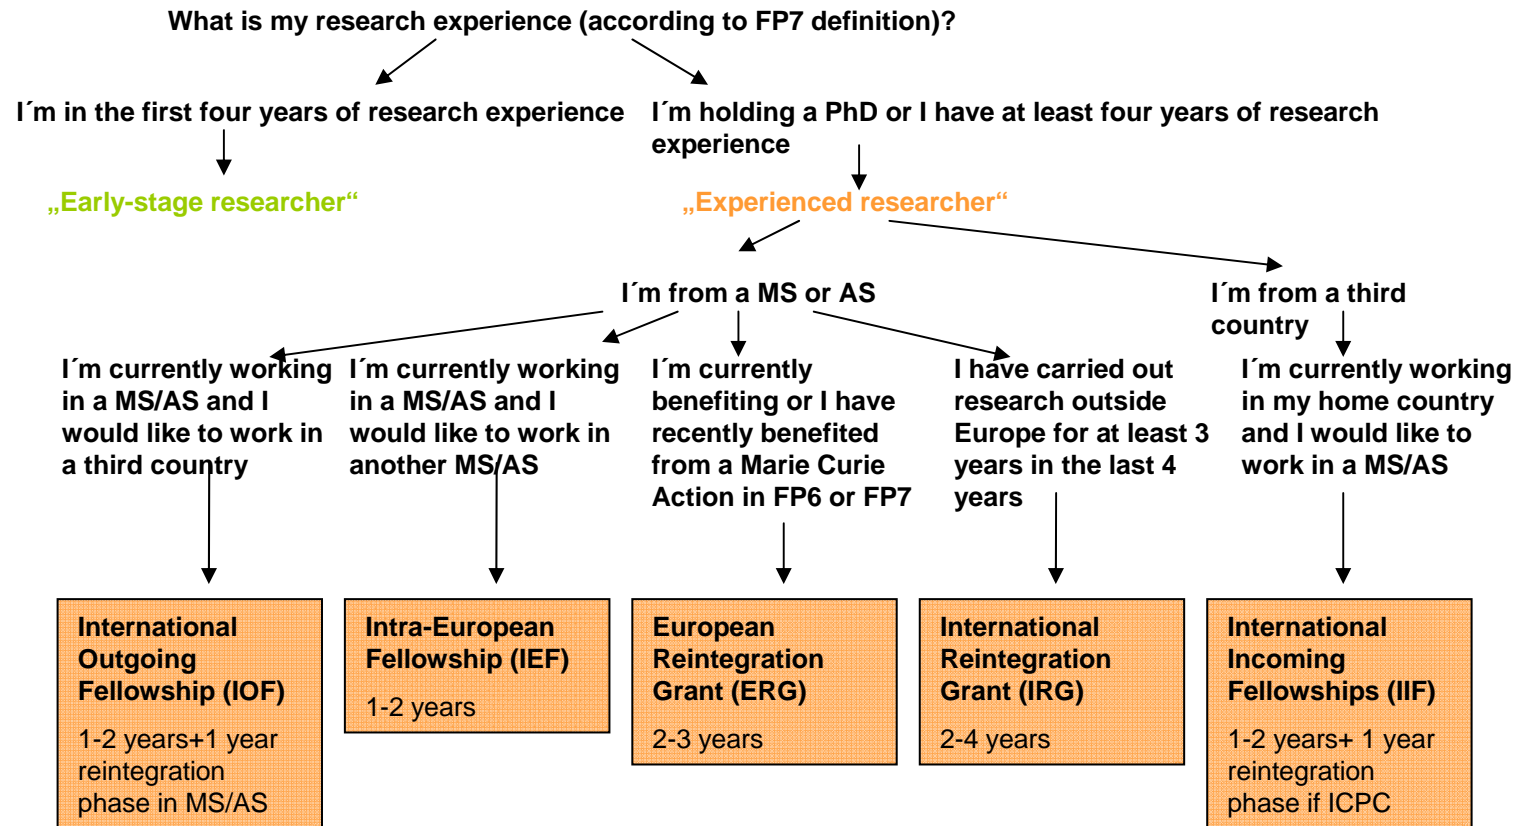 What is my research experience (according to FP7 definition)?
I´m in the first four years of research experience
I´m holding a PhD or I have at least four years of research
experience
„Early-stage researcher“
„Experienced researcher“
I´m from a MS or AS
I´m from a third
country
I´m currently working
in a MS/AS and I
would like to work in
a third country
I´m currently working
in a MS/AS and I
would like to work in
another MS/AS
I´m currently
benefiting or I have
recently benefited
from a Marie Curie
Action in FP6 or FP7
I have carried out
research outside
Europe for at least 3
years in the last 4
years
I´m currently working
in my home country
and I would like to
work in a MS/AS
International
Outgoing
Fellowship (IOF)
1-2 years+1 year
reintegration
phase in MS/AS
Intra-European
Fellowship (IEF)
1-2 years
European
Reintegration
Grant (ERG)
2-3 years
International
Reintegration
Grant (IRG)
2-4 years
International
Incoming
Fellowships (IIF)
1-2 years+ 1 year
reintegration
phase if ICPC